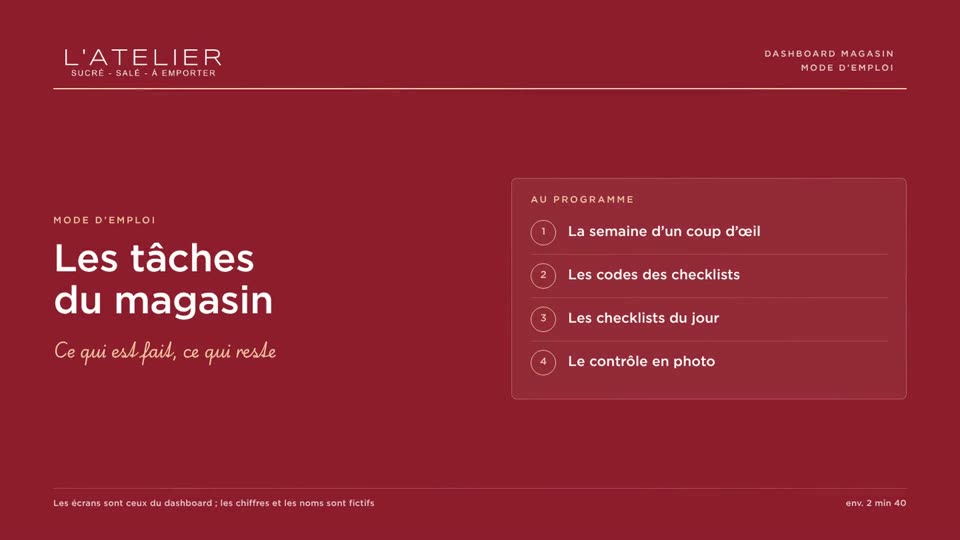 L'ATELIER
SUCRÉ - SALÉ - À EMPORTER
DASHBOARD MAGASIN
MODE D'EMPLOI
MODE D'EMPLOI
Les tâches
du magasin
Ce qui est fait, ce qui reste
AU PROGRAMME
1 La semaine d'un coup d'œil
2 Les codes des checklists
3 Les checklists du jour
4 Le contrôle en photo
Les écrans sont ceux du dashboard ; les chiffres et les noms sont fictifs
env. 2 min 40